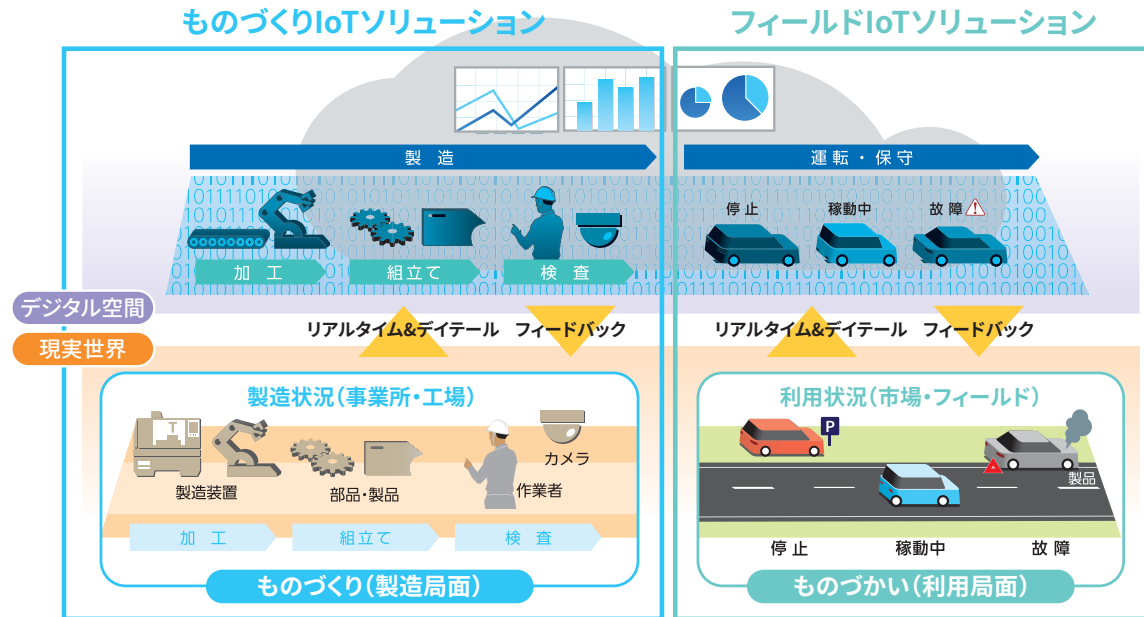 ものづくりIoTソリューション
フィールドIoTソリューション
製造
運転・保守
停止
稼動中
故障
加工
組立て
検査
デジタル空間
現実世界
リアルタイム&デイテール
フィードバック
リアルタイム&デイテール
フィードバック
製造状況(事業所・工場)
カメラ
製造装置
部品・製品
作業者
加工
組立て
検査
ものづくり(製造局面)
利用状況(市場・フィールド)
P
製品
停止
稼動中
故障
ものづかい(利用局面)